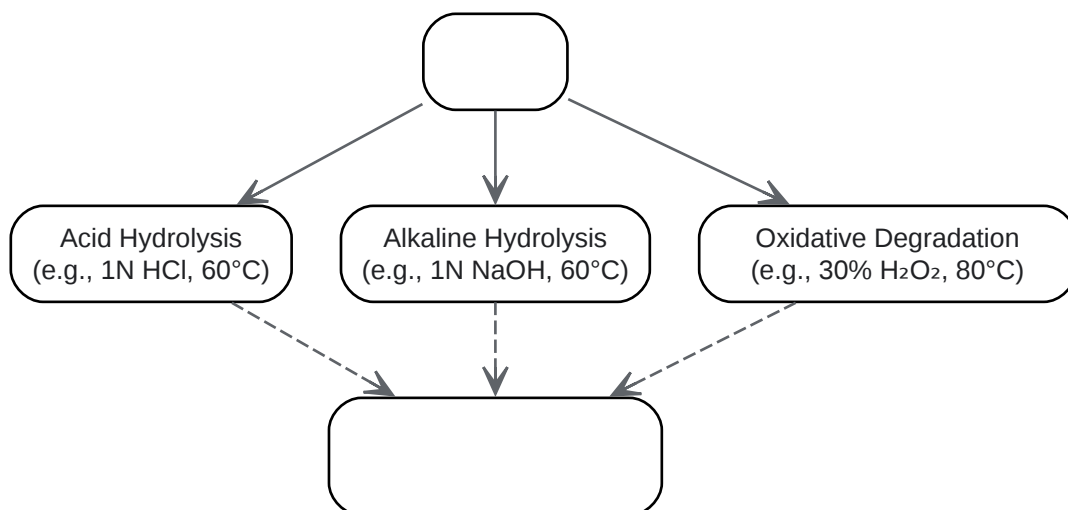 Acid Hydrolysis
(e.g., 1N HCl, 60°C)
Alkaline Hydrolysis
(e.g., 1N NaOH, 60°C)
Oxidative Degradation
(e.g., 30% H₂O₂, 80°C)